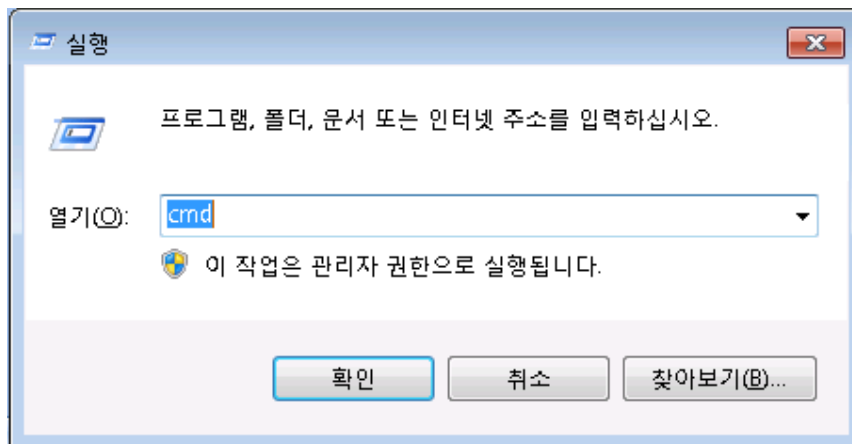 실행
프로그램, 폴더, 문서 또는 인터넷 주소를 입력하십시오.
열기(O): cmd
이 작업은 관리자 권한으로 실행됩니다.
확인 취소 찾아보기(B)...